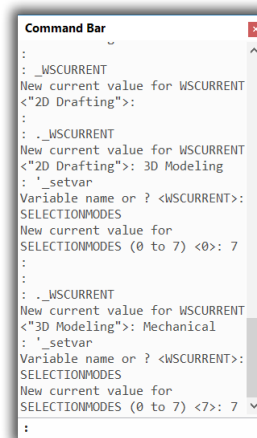 Command Bar
:
: _WSCURRENT
New current value for WSCURRENT
<"2D Drafting">:
:
: ._WSCURRENT
New current value for WSCURRENT
<"2D Drafting">: 3D Modeling
: '_setvar
Variable name or ? <WSCURRENT>:
SELECTIONMODES
New current value for
SELECTIONMODES (0 to 7) <0>: 7
:
:
: ._WSCURRENT
New current value for WSCURRENT
<"3D Modeling">: Mechanical
: '_setvar
Variable name or ? <WSCURRENT>:
SELECTIONMODES
New current value for
SELECTIONMODES (0 to 7) <7>: 7
: